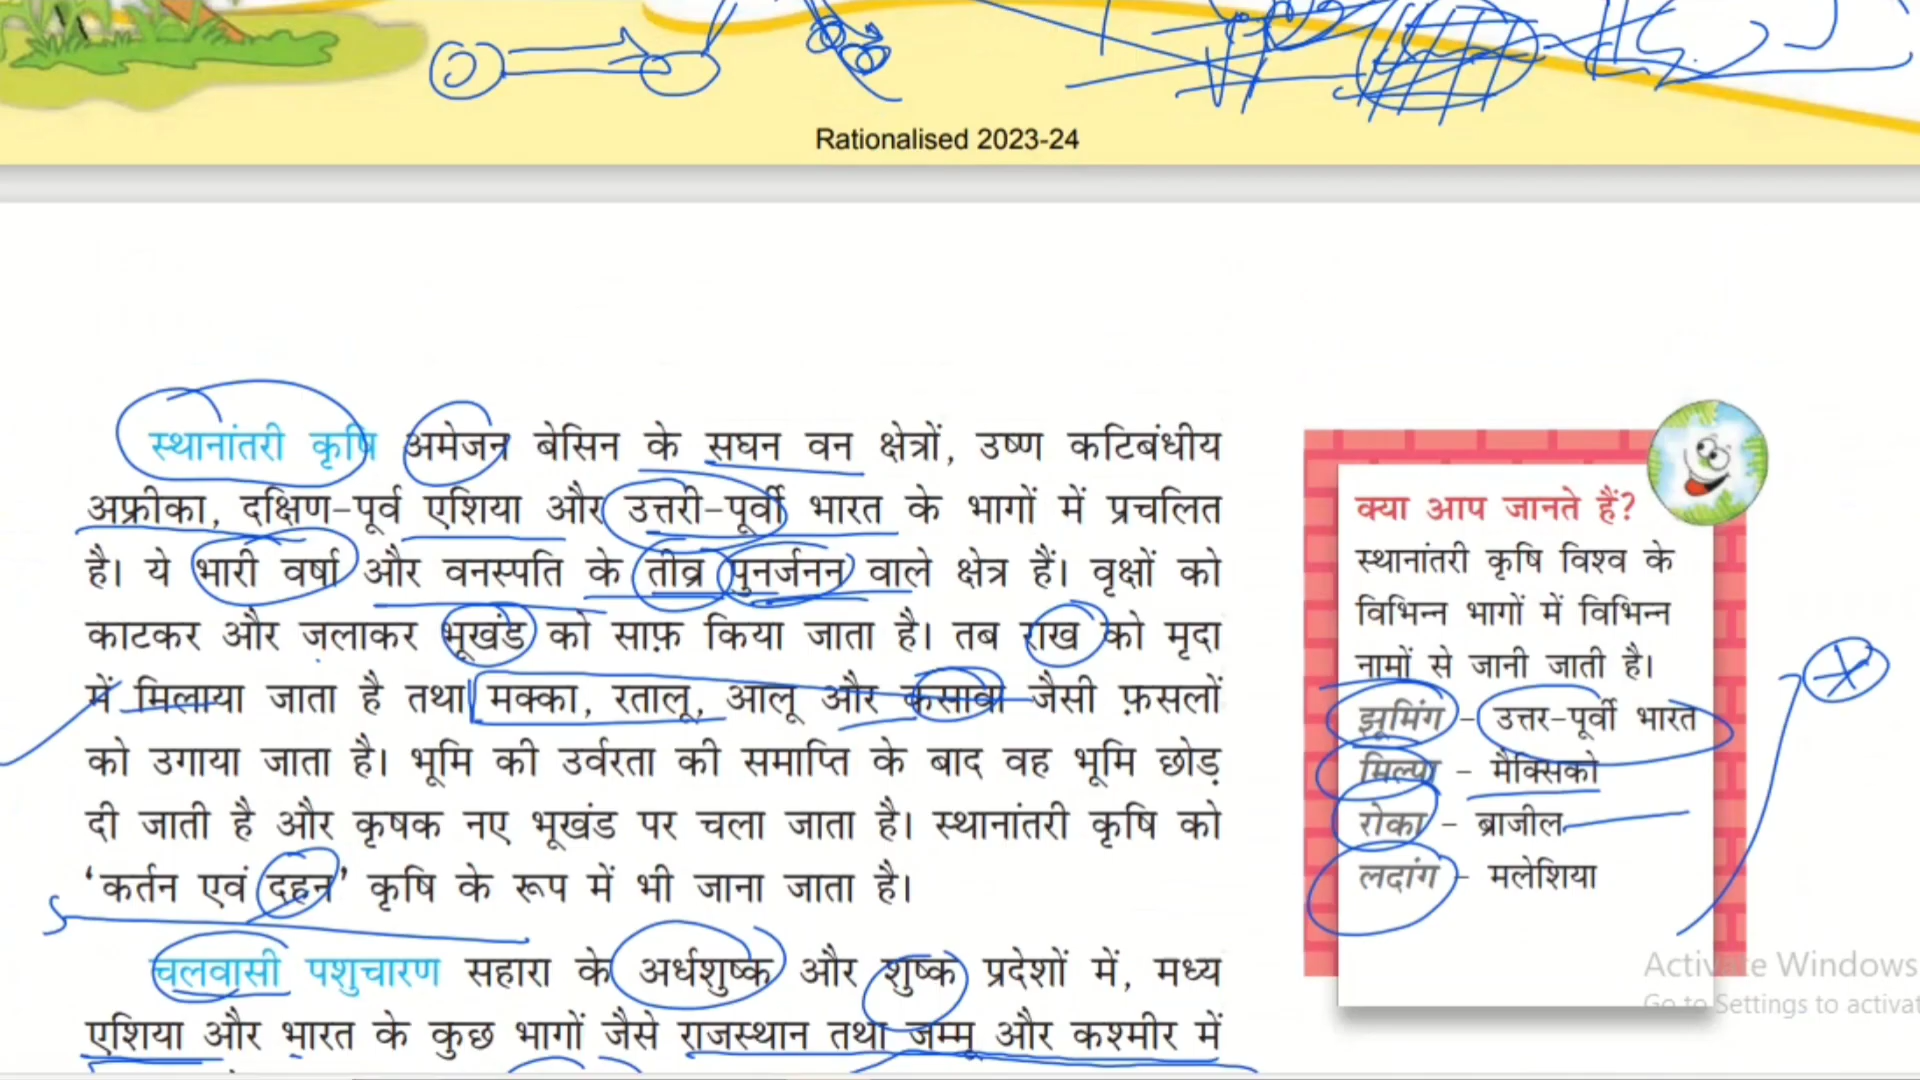 Rationalised 2023-24
स्थानांतरी कृषि अमेजन बेसिन के सघन वन क्षेत्रों, उष्ण कटिबंधीय
अफ्रीका, दक्षिण-पूर्व एशिया और उत्तरी-पूर्वी भारत के भागों में प्रचलित
है। ये भारी वर्षा और वनस्पति के तीव्र पुनर्जनन वाले क्षेत्र हैं। वृक्षों को
काटकर और जलाकर भूखंड को साफ़ किया जाता है। तब राख को मृदा
में मिलाया जाता है तथा मक्का, रतालू, आलू और कसावा जैसी फ़सलों
को उगाया जाता है। भूमि की उर्वरता की समाप्ति के बाद वह भूमि छोड़
दी जाती है और कृषक नए भूखंड पर चला जाता है। स्थानांतरी कृषि को
‘कर्तन एवं दहन’ कृषि के रूप में भी जाना जाता है।
चलवासी पशुचारण सहारा के अर्धशुष्क और शुष्क प्रदेशों में, मध्य
एशिया और भारत के कुछ भागों जैसे राजस्थान तथा जम्मू और कश्मीर में
क्या आप जानते हैं?
स्थानांतरी कृषि विश्व के
विभिन्न भागों में विभिन्न
नामों से जानी जाती है।
झूमिंग – उत्तर-पूर्वी भारत
मिल्पा – मैक्सिको
रोका – ब्राजील
लदांग – मलेशिया
Activate Windows
Go to Settings to activat